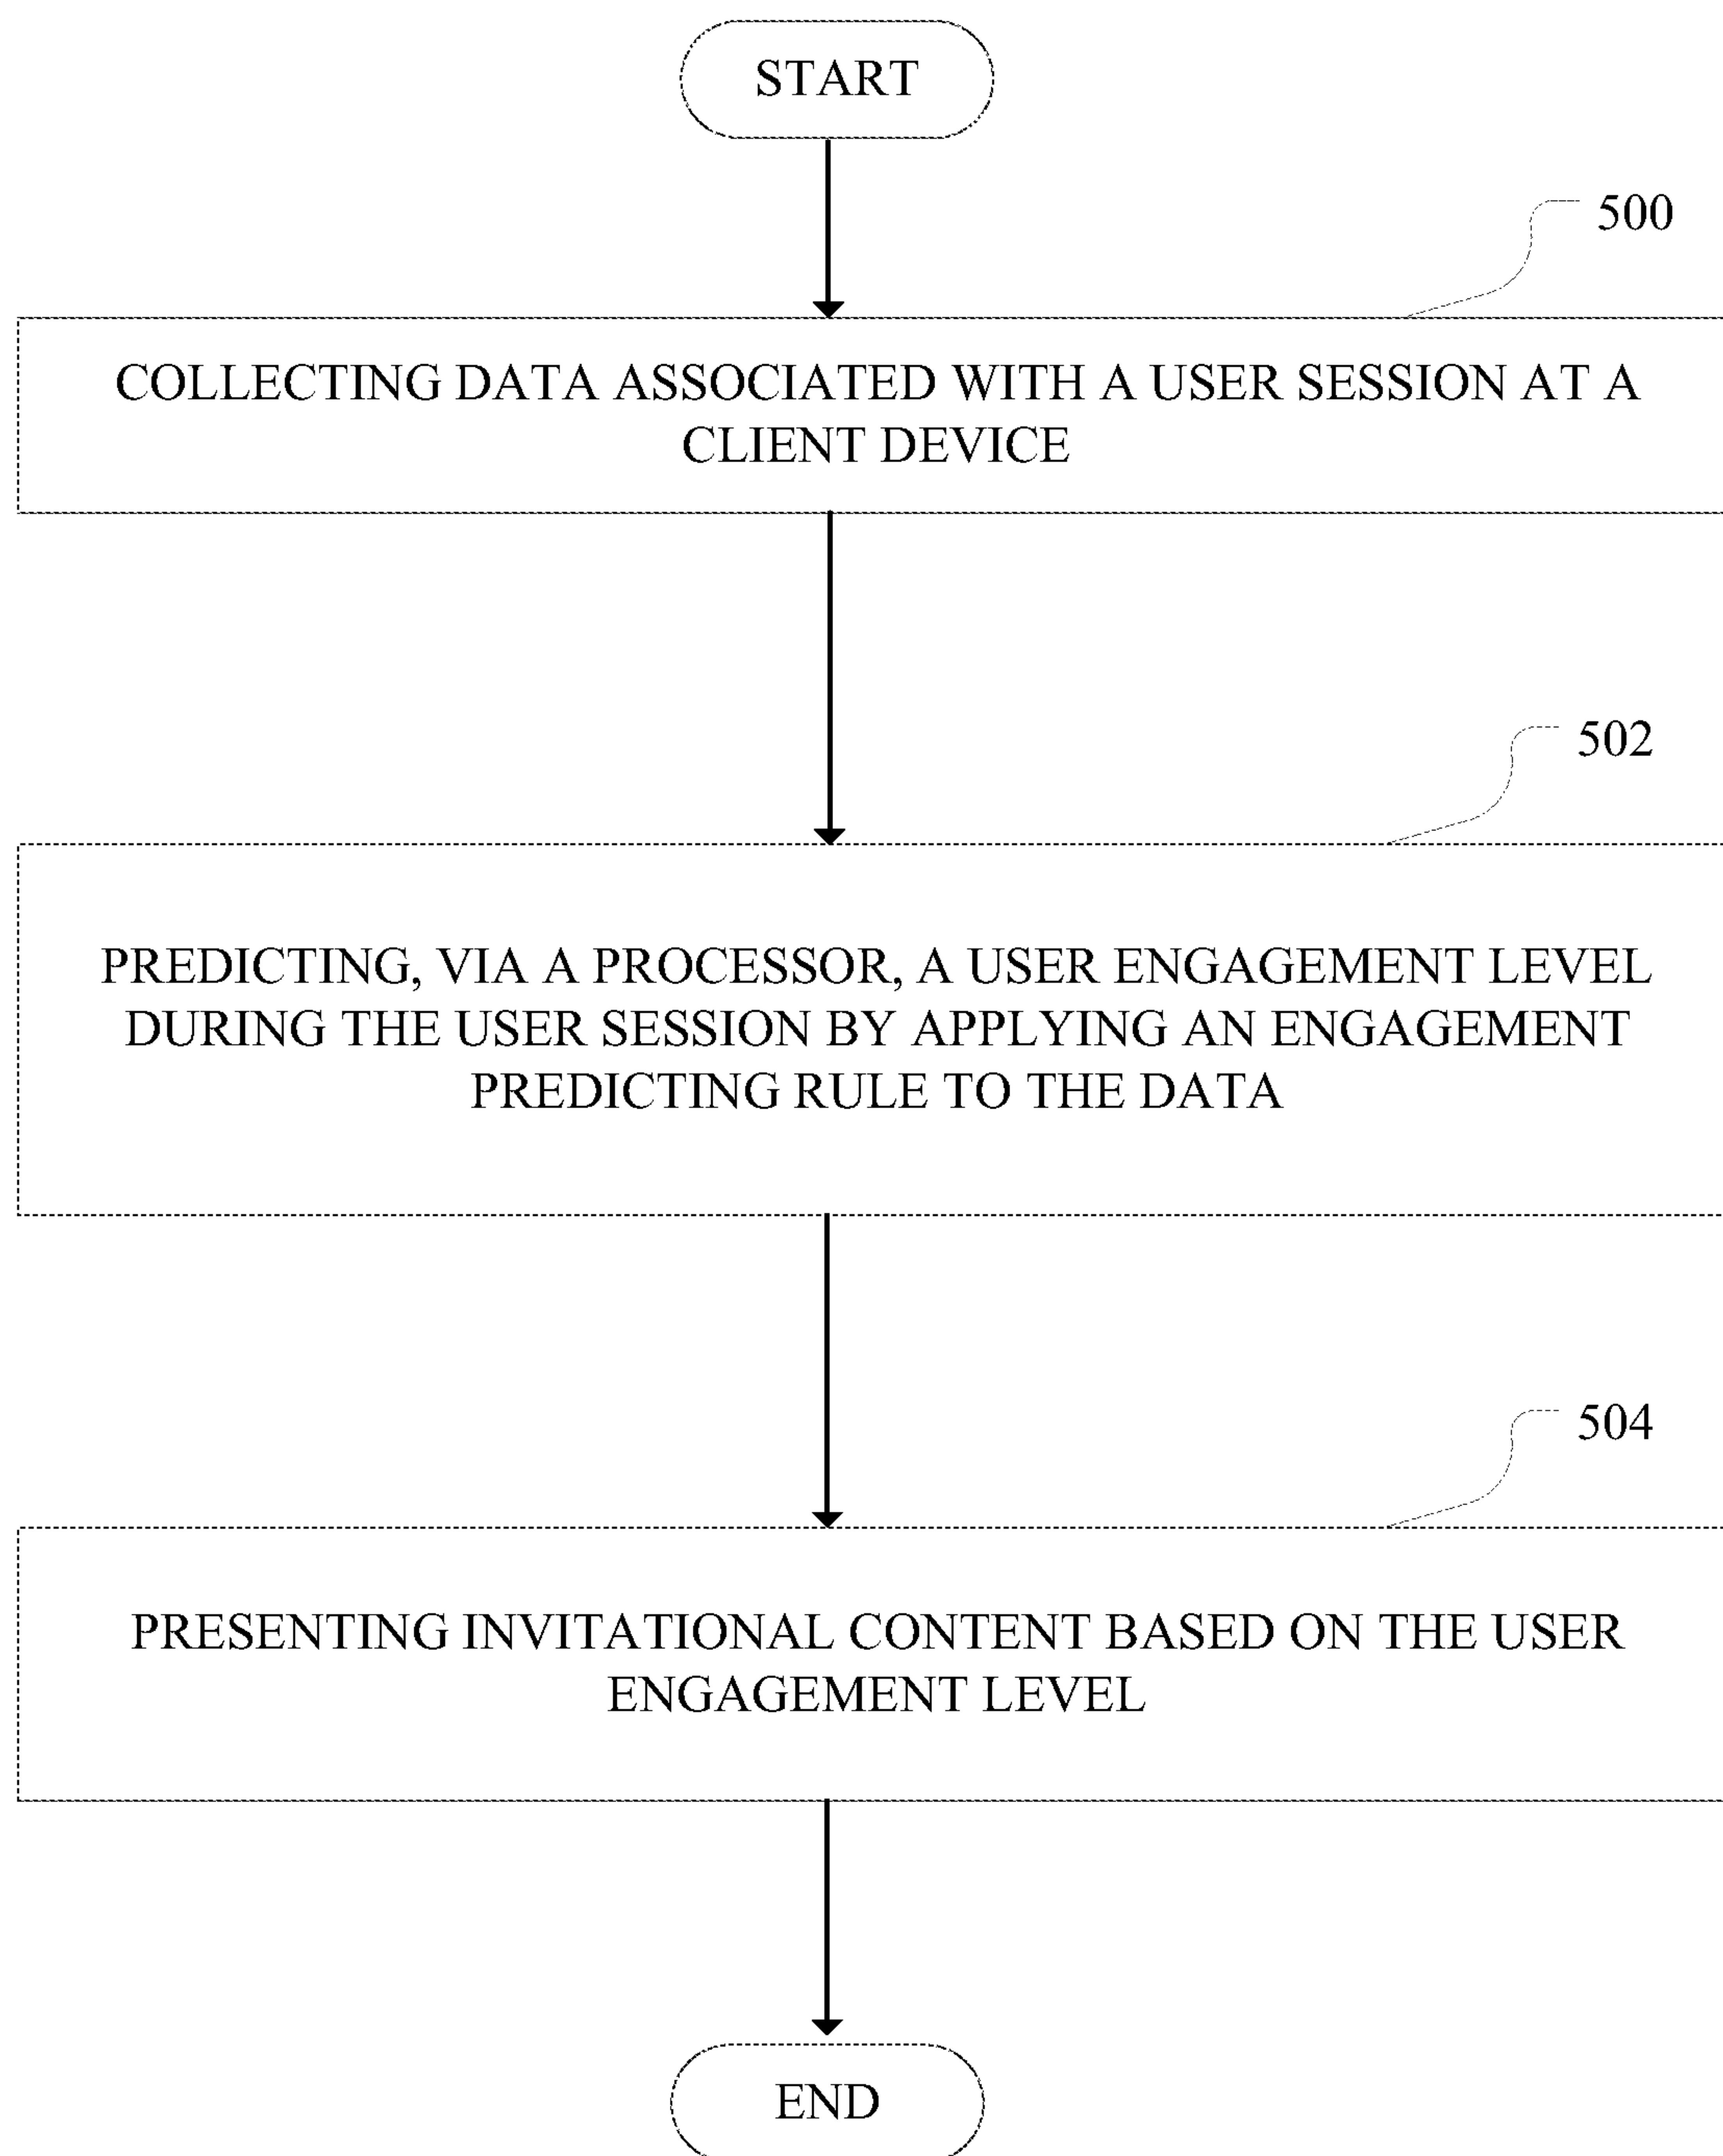 START
500
COLLECTING DATA ASSOCIATED WITH A USER SESSION AT A
CLIENT DEVICE
502
PREDICTING, VIA A PROCESSOR, A USER ENGAGEMENT LEVEL
DURING THE USER SESSION BY APPLYING AN ENGAGEMENT
PREDICTING RULE TO THE DATA
504
PRESENTING INVITATIONAL CONTENT BASED ON THE USER
ENGAGEMENT LEVEL
END